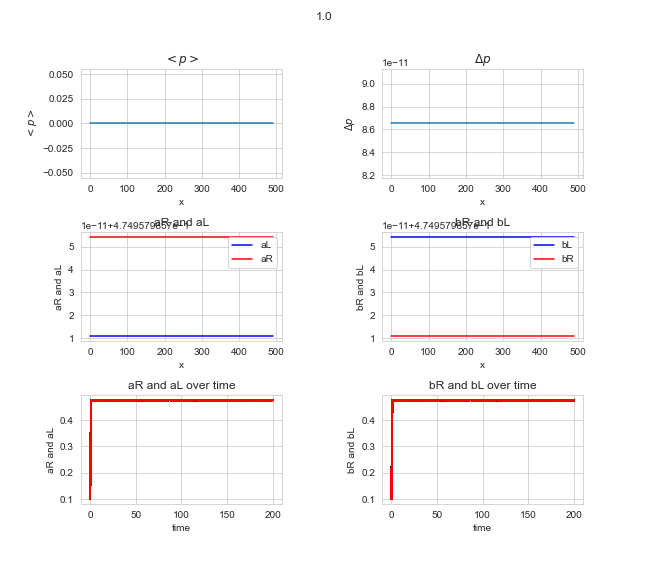 1.0
< p >
Δp
1e−11
0.050
0.025
0.000
−0.025
−0.050
< p >
0 100 200 300 400 500
x
9.0
8.8
8.6
8.4
8.2
Δp
0 100 200 300 400 500
x
aR and aL
1e−11+4.7495798657e−1
5
4
3
2
1
aR and aL
aL
aR
0 100 200 300 400 500
x
bR and bL
1e−11+4.7495798657e−1
5
4
3
2
1
bR and bL
bL
bR
0 100 200 300 400 500
x
aR and aL over time
0.4
0.3
0.2
0.1
aR and aL
0 50 100 150 200
time
bR and bL over time
0.4
0.3
0.2
0.1
bR and bL
0 50 100 150 200
time